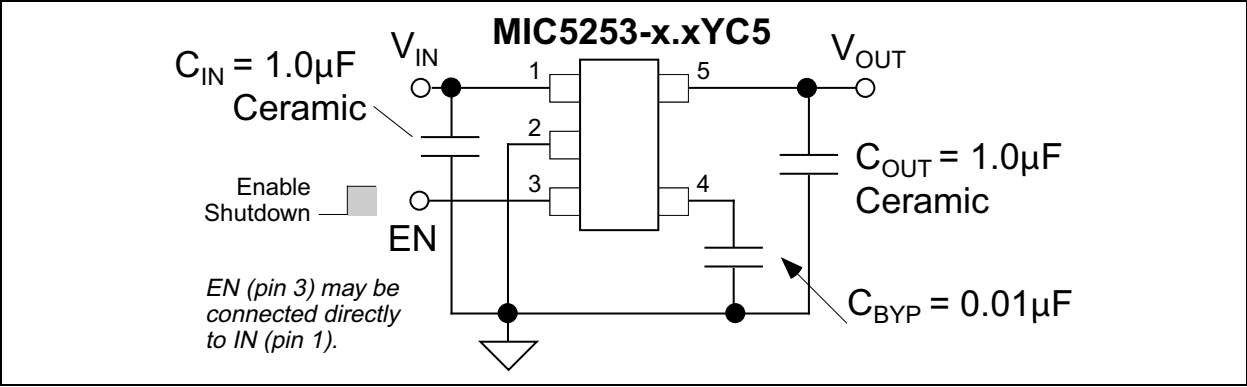 MIC5253-x.xYC5
V_IN
C_IN = 1.0µF
Ceramic
1
2
3
5
4
V_OUT
C_OUT = 1.0µF
Ceramic
Enable
Shutdown
EN
EN (pin 3) may be
connected directly
to IN (pin 1).
C_BYP = 0.01µF